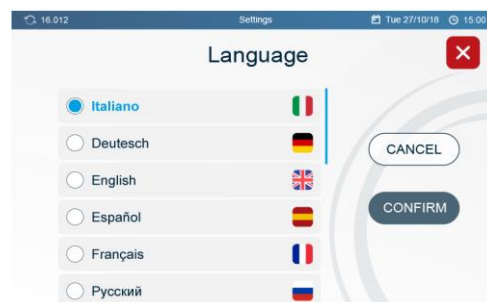 16.012 Settings Tue 27/10/18 15:00
Language
Italiano
Deutesch
English
Español
Français
Русский
CANCEL
CONFIRM